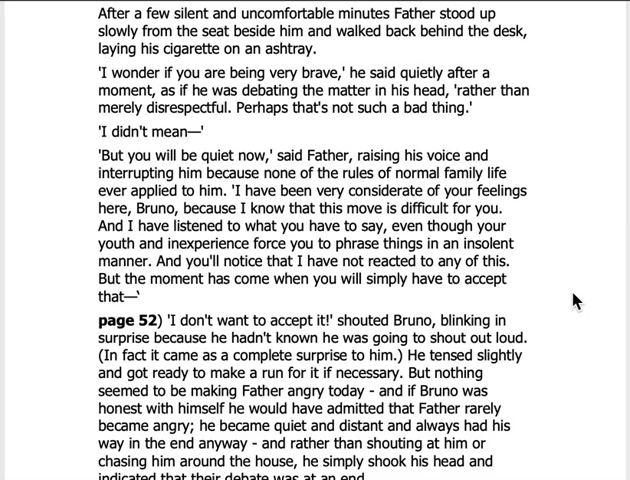 After a few silent and uncomfortable minutes Father stood up
slowly from the seat beside him and walked back behind the desk,
laying his cigarette on an ashtray.
'I wonder if you are being very brave,' he said quietly after a
moment, as if he was debating the matter in his head, 'rather than
merely disrespectful. Perhaps that's not such a bad thing.'
'I didn't mean—'
'But you will be quiet now,' said Father, raising his voice and
interrupting him because none of the rules of normal family life
ever applied to him. 'I have been very considerate of your feelings
here, Bruno, because I know that this move is difficult for you.
And I have listened to what you have to say, even though your
youth and inexperience force you to phrase things in an insolent
manner. And you'll notice that I have not reacted to any of this.
But the moment has come when you will simply have to accept
that—‘
page 52) 'I don't want to accept it!' shouted Bruno, blinking in
surprise because he hadn't known he was going to shout out loud.
(In fact it came as a complete surprise to him.) He tensed slightly
and got ready to make a run for it if necessary. But nothing
seemed to be making Father angry today - and if Bruno was
honest with himself he would have admitted that Father rarely
became angry; he became quiet and distant and always had his
way in the end anyway - and rather than shouting at him or
chasing him around the house, he simply shook his head and
indicated that their debate was at an end.